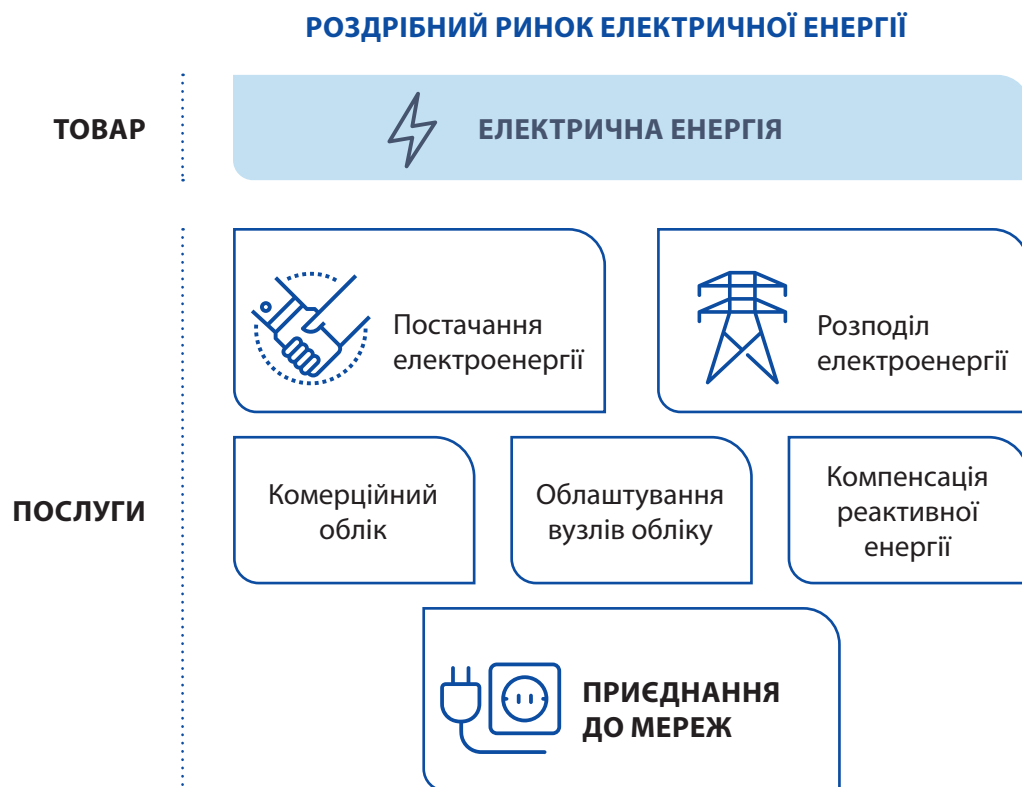 РОЗДРІБНИЙ РИНОК ЕЛЕКТРИЧНОЇ ЕНЕРГІЇ
ТОВАР
ЕЛЕКТРИЧНА ЕНЕРГІЯ
ПОСЛУГИ
Постачання
електроенергії
Розподіл
електроенергії
Комерційний
облік
Облаштування
вузлів обліку
Компенсація
реактивної
енергії
ПРИЄДНАННЯ
ДО МЕРЕЖ